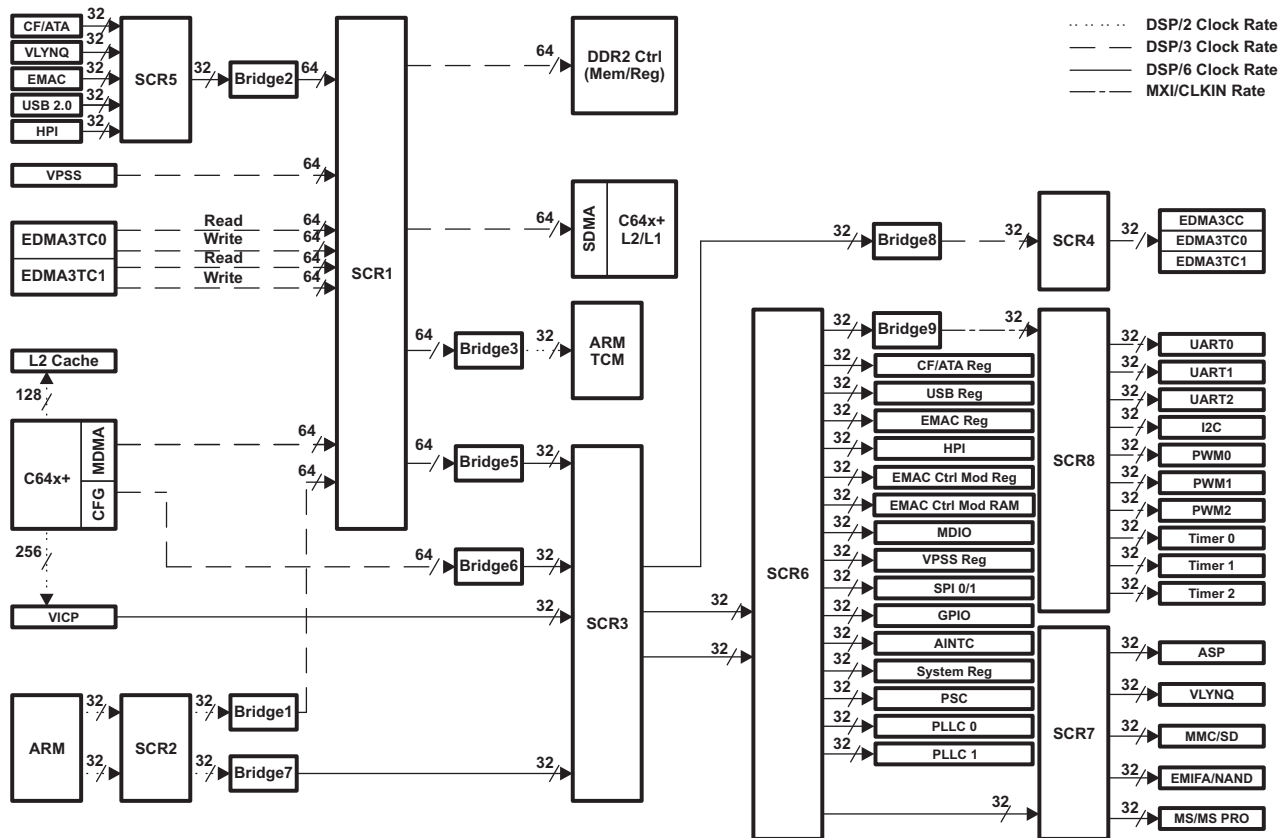 CF/ATA
32
VLYNQ
32
EMAC
32
USB 2.0
32
HPI
32
SCR5
32
Bridge2
64
VPSS
64
EDMA3TC0
EDMA3TC1
Read
64
Write
64
Read
64
Write
64
L2 Cache
128
C64x+
MDMA
CFG
64
64
256
VICP
ARM
32
32
SCR2
32
Bridge1
32
Bridge7
SCR1
64
DDR2 Ctrl
(Mem/Reg)
64
SDMA
C64x+
L2/L1
64
Bridge3
32
ARM
TCM
64
Bridge5
32
64
Bridge6
32
32
32
SCR3
32
32
32
Bridge8
32
SCR4
32
EDMA3CC
EDMA3TC0
EDMA3TC1
SCR6
32
Bridge9
32
32
CF/ATA Reg
32
USB Reg
32
EMAC Reg
32
HPI
32
EMAC Ctrl Mod Reg
32
EMAC Ctrl Mod RAM
32
MDIO
32
VPSS Reg
32
SPI 0/1
32
GPIO
32
AINTC
32
System Reg
32
PSC
32
PLLC 0
32
PLLC 1
32
SCR8
32
UART0
32
UART1
32
UART2
32
I2C
32
PWM0
32
PWM1
32
PWM2
32
Timer 0
32
Timer 1
32
Timer 2
SCR7
32
ASP
32
VLYNQ
32
MMC/SD
32
EMIFA/NAND
32
MS/MS PRO
DSP/2 Clock Rate
DSP/3 Clock Rate
DSP/6 Clock Rate
MXI/CLKIN Rate